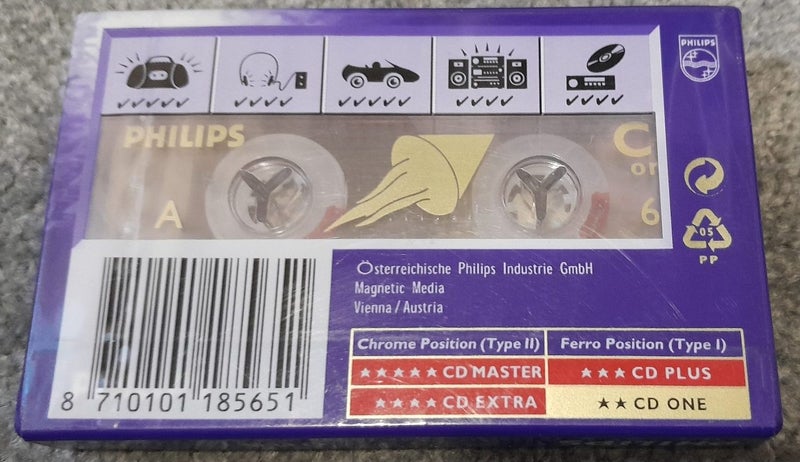 PHILIPS
PHILIPS
C
or
A
6
05
PP
Österreichische Philips Industrie GmbH
Magnetic Media
Vienna / Austria
Chrome Position (Type II) Ferro Position (Type I)
★★★★★ CD MASTER ★★★ CD PLUS
★★★★ CD EXTRA ★★ CD ONE
8 710101 185651